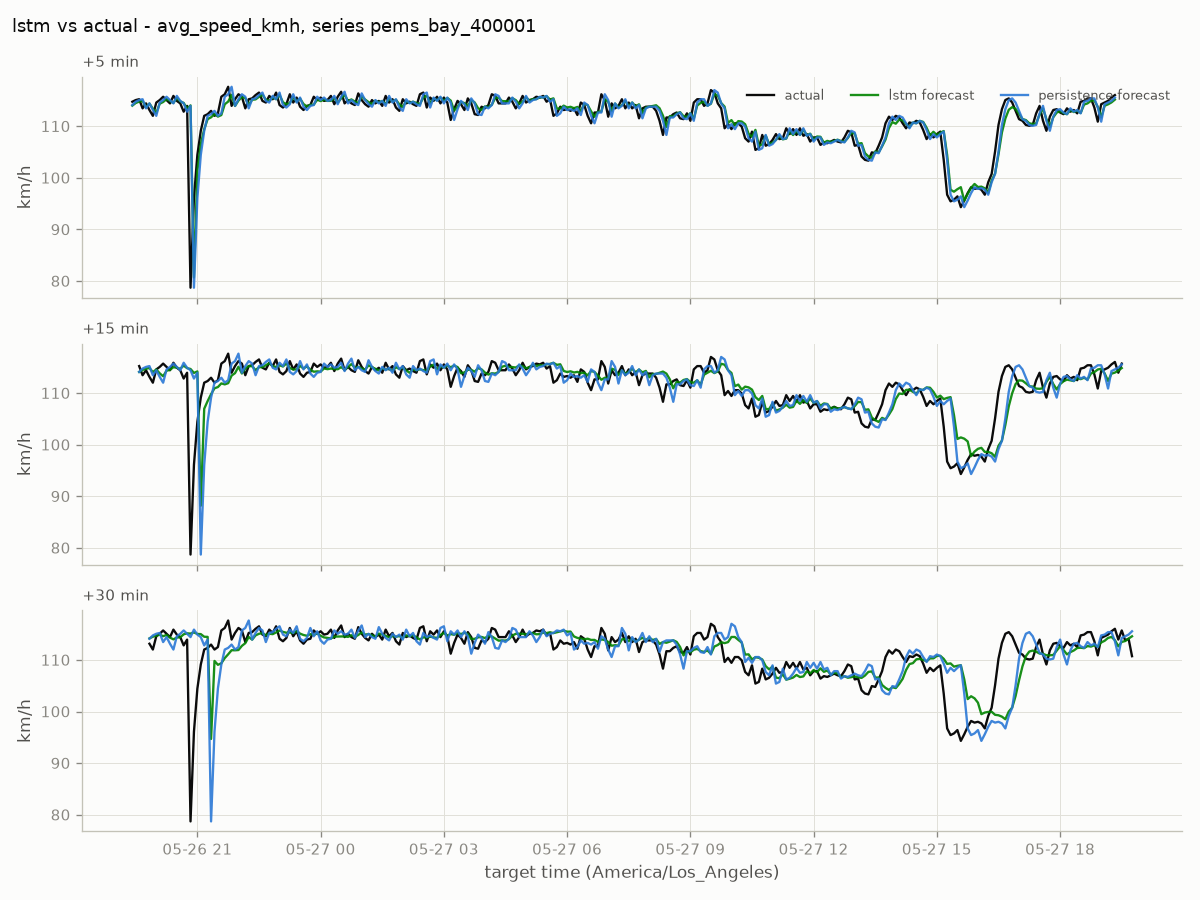 lstm vs actual - avg_speed_kmh, series pems_bay_400001
+5 min
actual
lstm forecast
persistence forecast
110
100
90
80
km/h
+15 min
110
100
90
80
km/h
+30 min
110
100
90
80
km/h
05-26 21
05-27 00
05-27 03
05-27 06
05-27 09
05-27 12
05-27 15
05-27 18
target time (America/Los_Angeles)